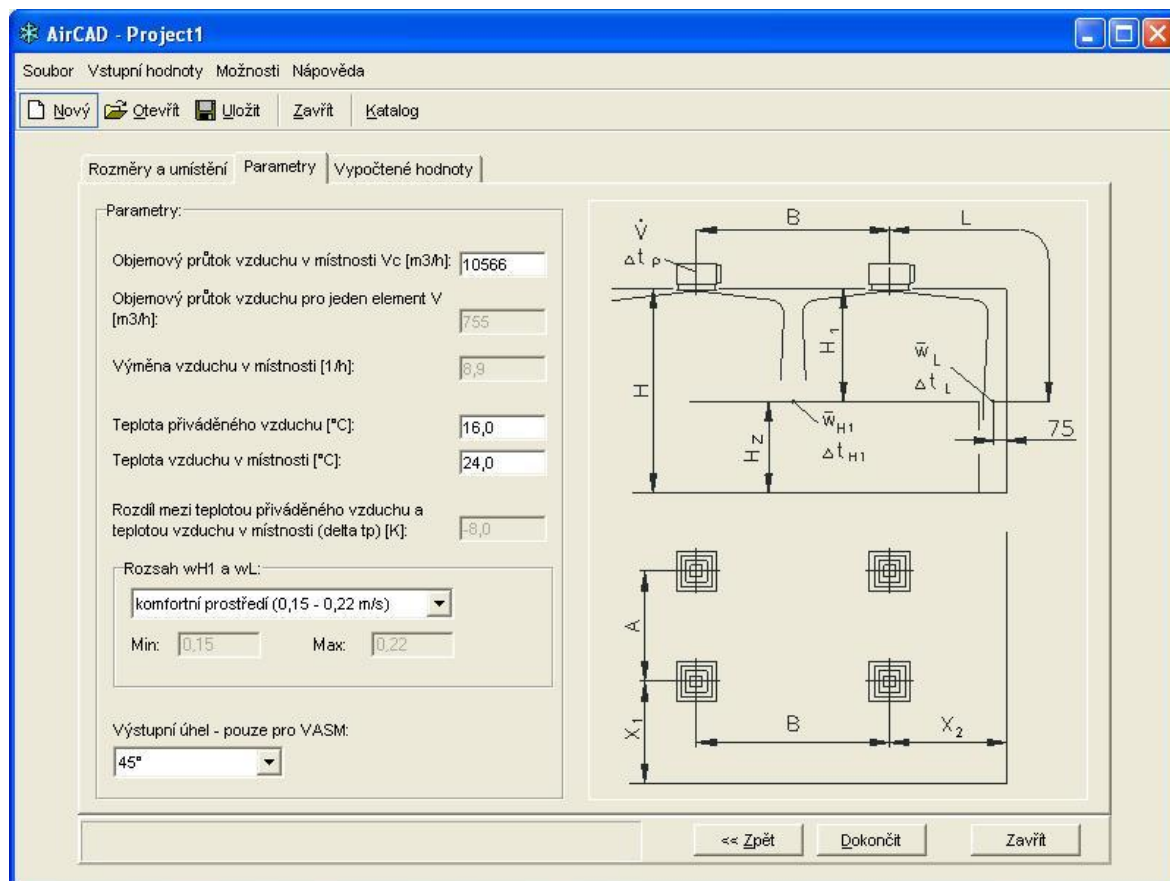 AirCAD - Project1
Soubor Vstupní hodnoty Možnosti Nápověda
Nový Otevřít Uložit Zavřít Katalog
Rozměry a umístění Parametry Vypočtené hodnoty
Parametry:
Objemový průtok vzduchu v místnosti Vc [m3/h]: 10566
Objemový průtok vzduchu pro jeden element V
[m3/h]: 755
Výměna vzduchu v místnosti [1/h]: 8,9
Teplota přiváděného vzduchu [°C]: 16,0
Teplota vzduchu v místnosti [°C]: 24,0
Rozdíl mezi teplotou přiváděného vzduchu a
teplotou vzduchu v místnosti (delta tp) [K]: -8,0
Rozsah wH1 a wL:
komfortní prostředí (0,15 - 0,22 m/s)
Min: 0,15 Max: 0,22
Výstupní úhel - pouze pro VASM:
45°
B L
V̇
Δtp
H1
H
w̄L
ΔtL
Hz
w̄H1
ΔtH1
75
A
X1
B
X2
<< Zpět Dokončit Zavřít